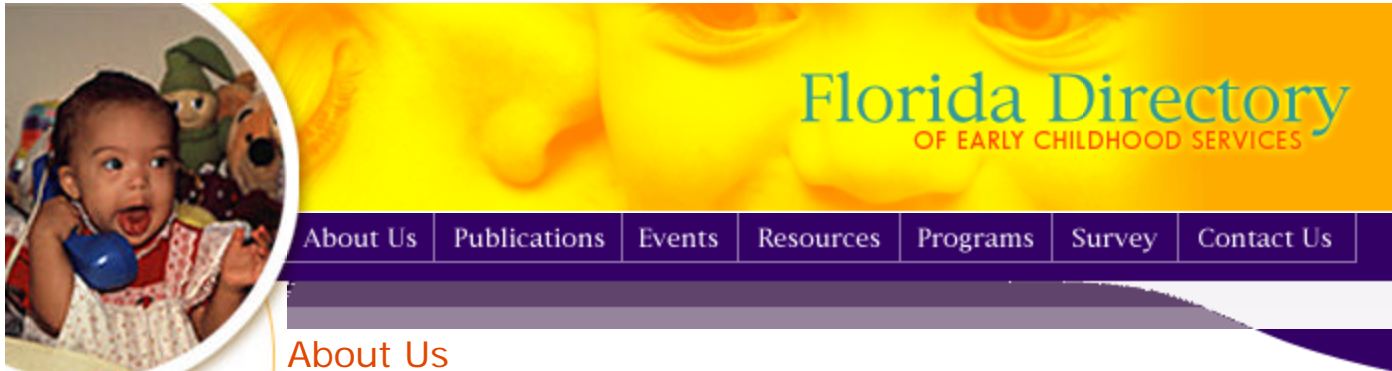 Florida Directory
OF EARLY CHILDHOOD SERVICES
About Us Publications Events Resources Programs Survey Contact Us
About Us